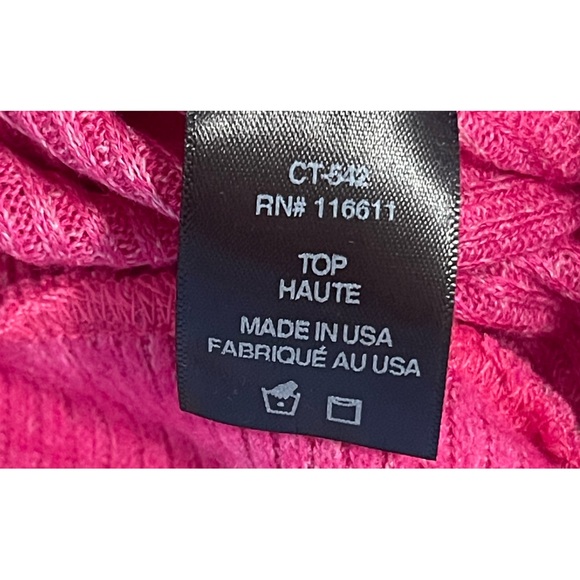 CT-542
RN# 116611
TOP
HAUTE
MADE IN USA
FABRIQUÉ AU USA